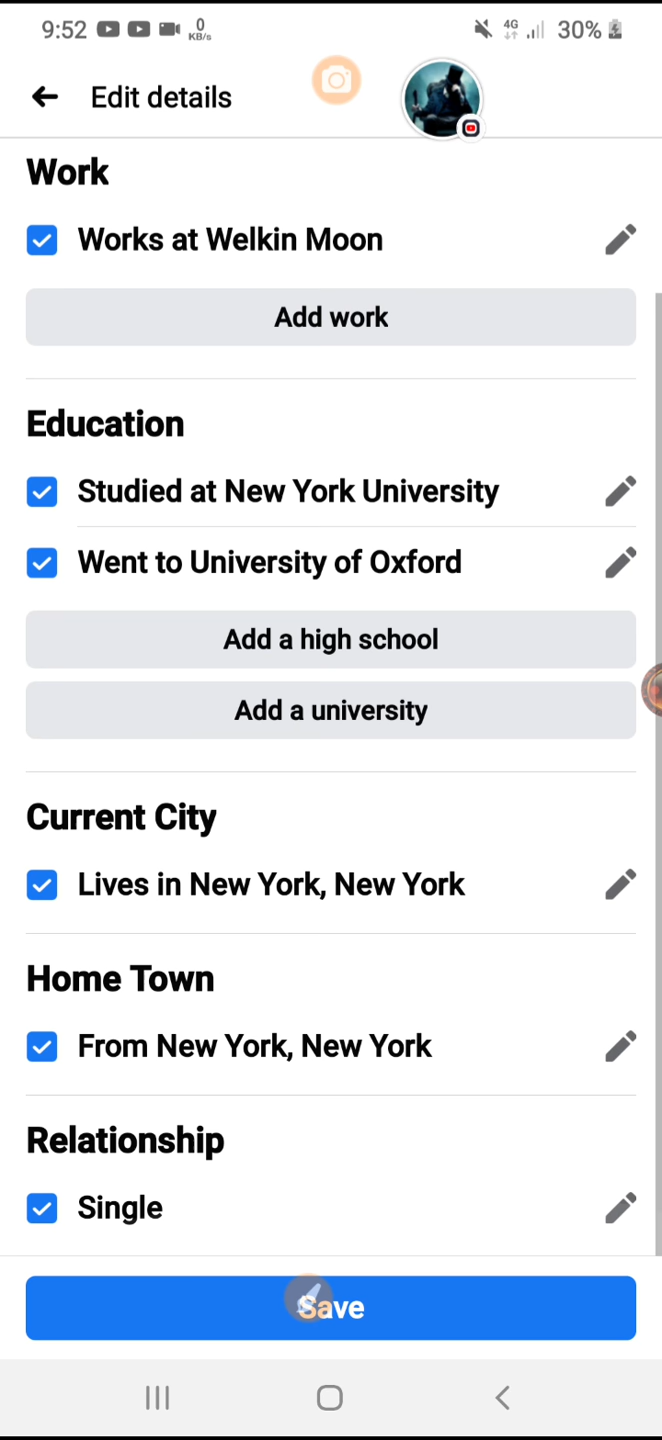 9:52 0 KB/s 4G 30%
Edit details
Work
Works at Welkin Moon
Add work
Education
Studied at New York University
Went to University of Oxford
Add a high school
Add a university
Current City
Lives in New York, New York
Home Town
From New York, New York
Relationship
Single
Save